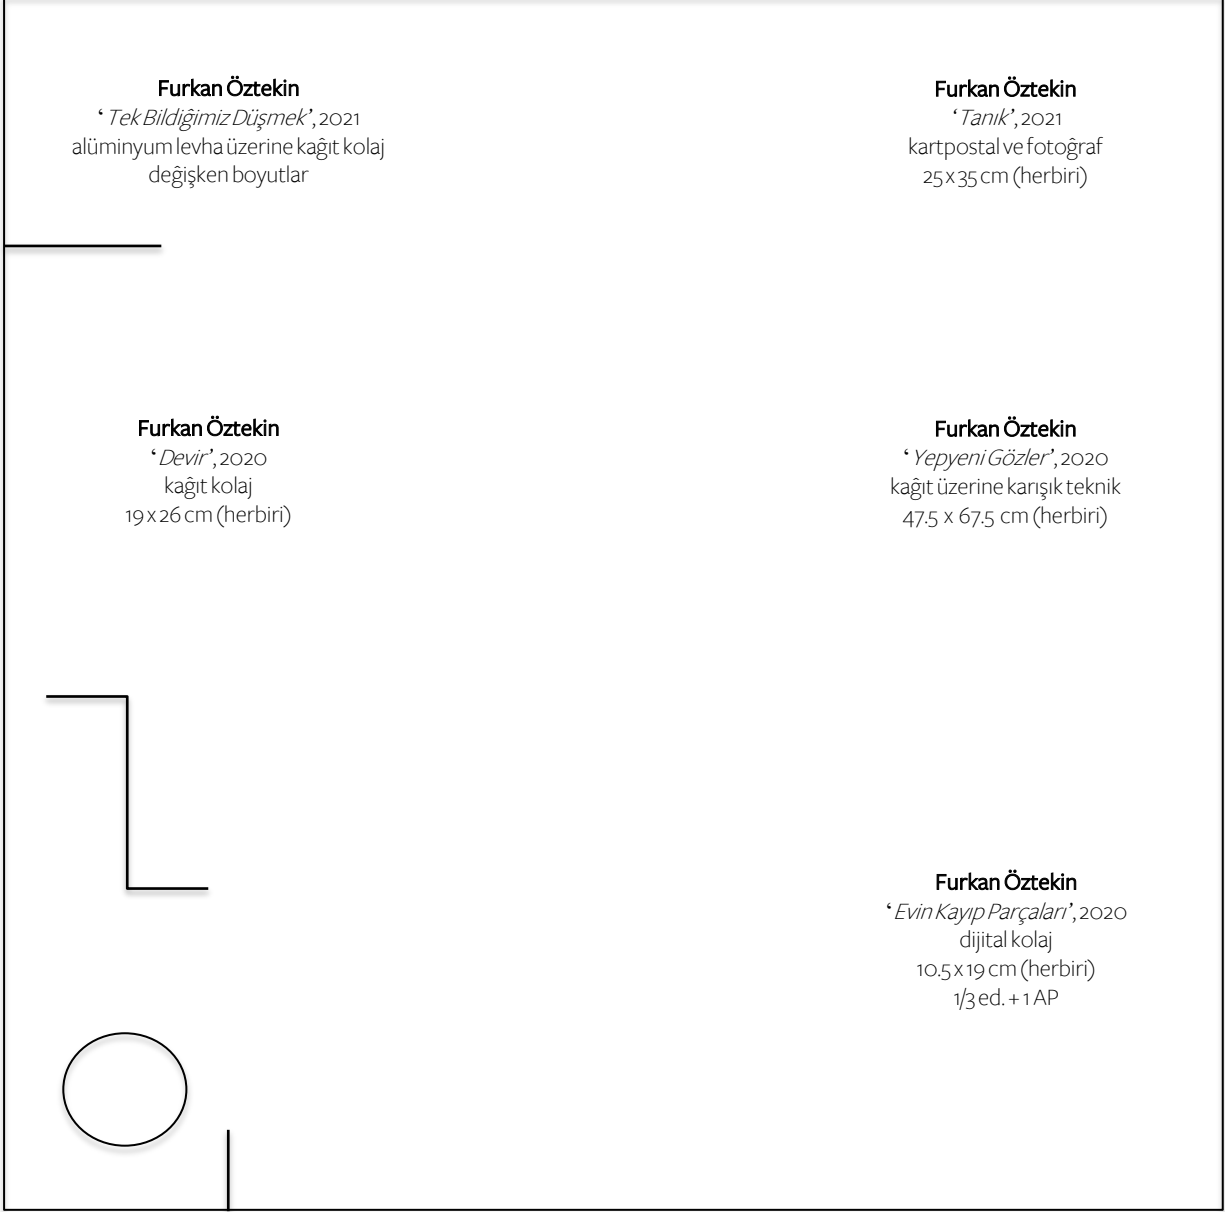 Furkan Öztekin
‘Tek Bildiğimiz Düşmek’, 2021
alüminyum levha üzerine kağıt kolaj
değişken boyutlar
Furkan Öztekin
‘Tanık’, 2021
kartpostal ve fotoğraf
25 x 35 cm (herbiri)
Furkan Öztekin
‘Devir’, 2020
kağıt kolaj
19 x 26 cm (herbiri)
Furkan Öztekin
‘Yepyeni Gözler’, 2020
kağıt üzerine karışık teknik
47.5 x 67.5 cm (herbiri)
Furkan Öztekin
‘Evin Kayıp Parçaları’, 2020
dijital kolaj
10.5 x 19 cm (herbiri)
1/3 ed. + 1 AP